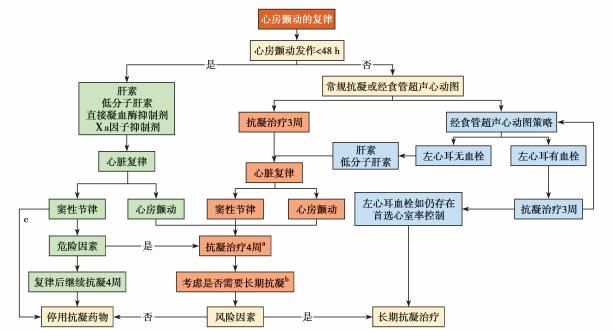 心房颤动的复律
心房颤动发作<48 h
是
否
肝素
低分子肝素
直接凝血酶抑制剂
Xa因子抑制剂
常规抗凝或经食管超声心动图
抗凝治疗3周
经食管超声心动图策略
心脏复律
心脏复律
肝素
低分子肝素
左心耳无血栓
左心耳有血栓
窦性节律
心房颤动
窦性节律
心房颤动
左心耳血栓如仍存在
首选心室率控制
抗凝治疗3周
c
危险因素
是
抗凝治疗4周a
复律后继续抗凝4周
考虑是否需要长期抗凝b
停用抗凝药物
否
风险因素
是
长期抗凝治疗